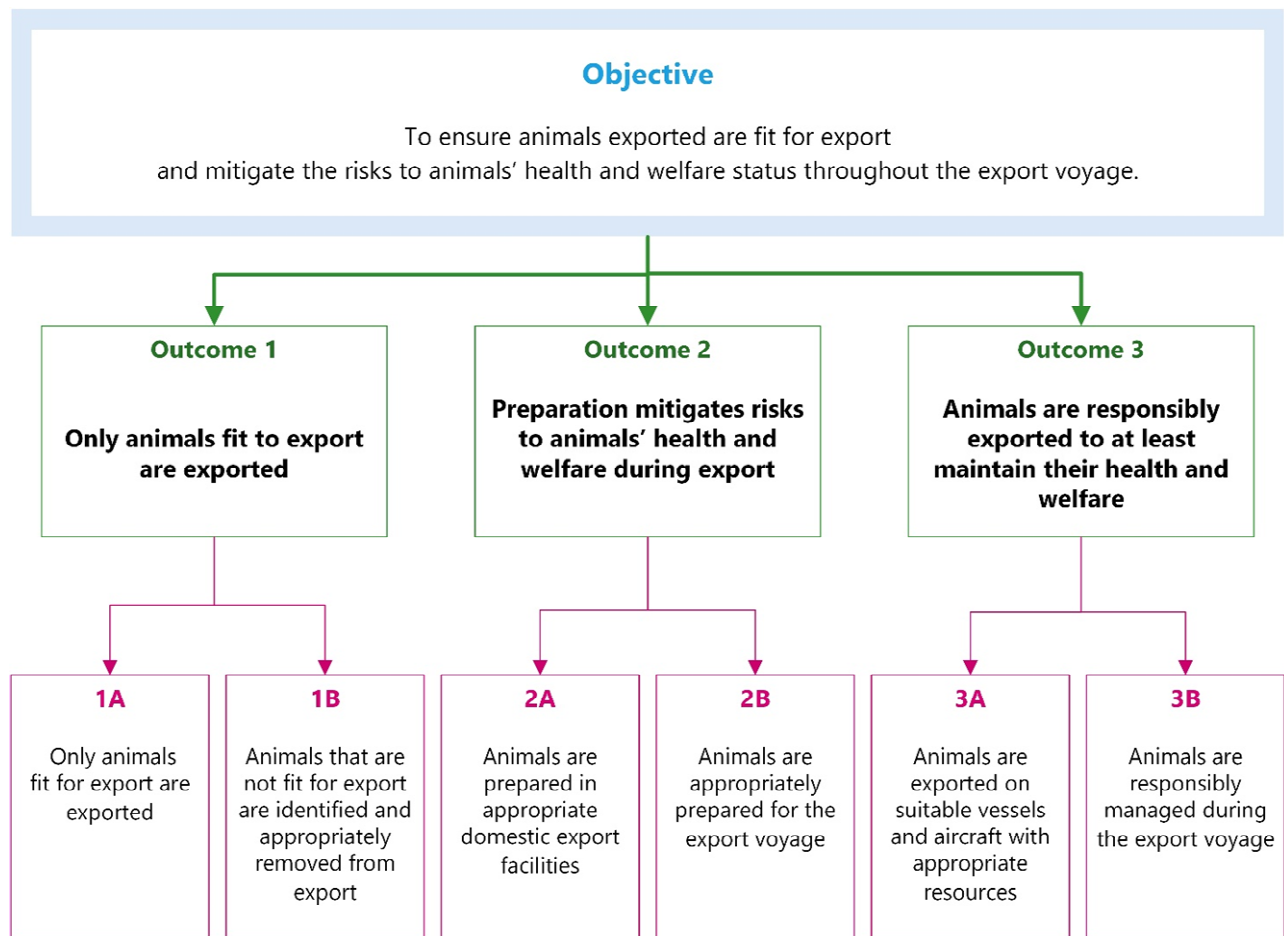 Objective
To ensure animals exported are fit for export
and mitigate the risks to animals’ health and welfare status throughout the export voyage.
Outcome 1
Only animals fit to export
are exported
Outcome 2
Preparation mitigates risks
to animals’ health and
welfare during export
Outcome 3
Animals are responsibly
exported to at least
maintain their health and
welfare
1A
Only animals
fit for export are
exported
1B
Animals that are
not fit for export
are identified and
appropriately
removed from
export
2A
Animals are
prepared in
appropriate
domestic export
facilities
2B
Animals are
appropriately
prepared for the
export voyage
3A
Animals are
exported on
suitable vessels
and aircraft with
appropriate
resources
3B
Animals are
responsibly
managed during
the export voyage